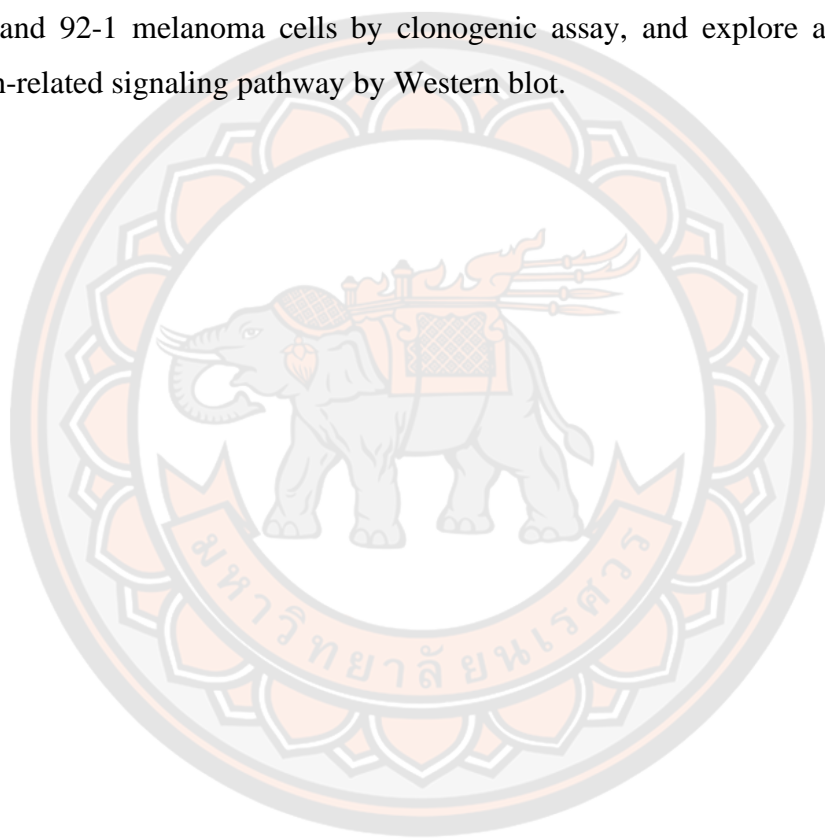 and 92-1 melanoma cells by clonogenic assay, and explore a
n-related signaling pathway by Western blot.
มหาวิทยาลัยนเรศวร